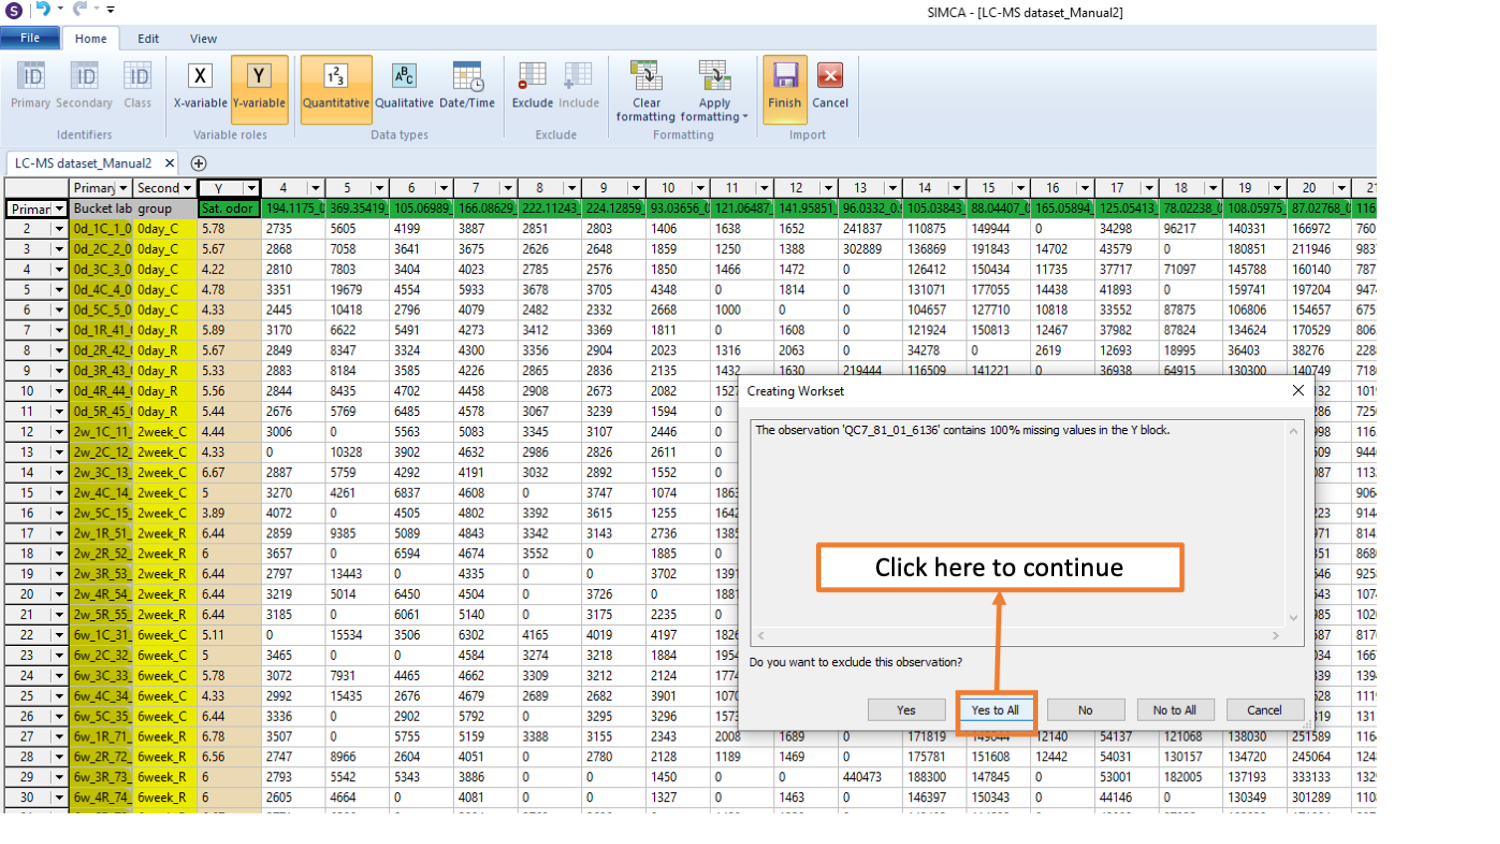 SIMCA - [LC-MS dataset_Manual2]
File Home Edit View
Primary Secondary Class X-variable Y-variable Quantitative Qualitative Date/Time Exclude Include Clear formatting Apply formatting Finish Cancel
Identifiers Variable roles Data types Exclude Formatting Import
LC-MS dataset_Manual2
Primary Second Y 4 5 6 7 8 9 10 11 12 13 14 15 16 17 18 19 20 21
Primar Bucket lab group Sat. odor 194.1175_0 369.35419_ 105.06989_ 166.08629_ 222.11243_ 224.12859_ 93.03656_0 121.06487_ 141.95851_ 96.0332_0. 105.03843_ 88.04407_0 165.05894_ 125.05413_ 78.02238_0 108.05975_ 87.02768_0 116
2 0d_1C_1_0 0day_C 5.78 2735 5605 4199 3887 2851 2803 1406 1638 1652 241837 110875 149944 0 34298 96217 140331 166972 760
3 0d_2C_2_0 0day_C 5.67 2868 7058 3641 3675 2626 2648 1859 1250 1388 302889 136869 191843 14702 43579 0 180851 211946 983
4 0d_3C_3_0 0day_C 4.22 2810 7803 3404 4023 2785 2576 1850 1466 1472 0 126412 150434 11735 37717 71097 145788 160140 787
5 0d_4C_4_0 0day_C 4.78 3351 19679 4554 5933 3678 3705 4348 0 1814 0 131071 177055 14438 41893 0 159741 197204 947
6 0d_5C_5_0 0day_C 4.33 2445 10418 2796 4079 2482 2332 2668 1000 0 0 104657 127710 10818 33552 87875 106806 154657 675
7 0d_1R_41_ 0day_R 5.89 3170 6622 5491 4273 3412 3369 1811 0 1608 0 121924 150813 12467 37982 87824 134624 170529 806
8 0d_2R_42_ 0day_R 5.67 2849 8347 3324 4300 3356 2904 2023 1316 2063 0 34278 0 2619 12693 18995 36403 38276 228
9 0d_3R_43_ 0day_R 5.33 2883 8184 3585 4226 2865 2836 2135 1432 1630 219444 116509 141221 0 36938 64915 130300 140749 718
10 0d_4R_44_ 0day_R 5.56 2844 8435 4702 4458 2908 2673 2082 1527 132 101
11 0d_5R_45_ 0day_R 5.44 2676 5769 6485 4578 3067 3239 1594 0 286 725
12 2w_1C_11_ 2week_C 4.44 3006 0 5563 5083 3345 3107 2446 0 998 116
13 2w_2C_12_ 2week_C 4.33 0 10328 3902 4632 2986 2826 2611 0 509 944
14 2w_3C_13_ 2week_C 6.67 2887 5759 4292 4191 3032 2892 1552 0 087 113
15 2w_4C_14_ 2week_C 5 3270 4261 6837 4608 0 3747 1074 1863 906
16 2w_5C_15_ 2week_C 3.89 4072 0 4505 4802 3392 3615 1255 1642 223 914
17 2w_1R_51_ 2week_R 6.44 2859 9385 5089 4843 3342 3143 2736 1385 971 814
18 2w_2R_52_ 2week_R 6 3657 0 6594 4674 3552 0 1885 0 351 868
19 2w_3R_53_ 2week_R 6.44 2797 13443 0 4335 0 0 3702 1391 546 925
20 2w_4R_54_ 2week_R 6.44 3219 5014 6450 4504 0 3726 0 1881 543 107
21 2w_5R_55_ 2week_R 6.44 3185 0 6061 5140 0 3175 2235 0 985 102
22 6w_1C_31_ 6week_C 5.11 0 15534 3506 6302 4165 4019 4197 1826 587 817
23 6w_2C_32_ 6week_C 5 3465 0 0 4584 3274 3218 1884 1954 034 166
24 6w_3C_33_ 6week_C 5.78 3072 7931 4465 4662 3309 3212 2124 1774 339 139
25 6w_4C_34_ 6week_C 4.33 2992 15435 2676 4679 2689 2682 3901 1070 528 111
26 6w_5C_35_ 6week_C 6.44 3336 0 2902 5792 0 3295 3296 1573 319 131
27 6w_1R_71_ 6week_R 6.78 3507 0 5755 5159 3388 3155 2343 2008 1689 0 171819 149044 12140 54137 121068 138030 251589 116
28 6w_2R_72_ 6week_R 6.56 2747 8966 2604 4051 0 2780 2128 1189 1469 0 175781 151608 12442 54031 130157 134720 245064 124
29 6w_3R_73_ 6week_R 6 2793 5542 5343 3886 0 0 1450 0 0 440473 188300 147845 0 53001 182005 137193 333133 132
30 6w_4R_74_ 6week_R 6 2605 4664 0 4081 0 0 1327 0 1463 0 146397 150343 0 44146 0 130349 301289 110
Creating Workset
The observation 'QC7_81_01_6136' contains 100% missing values in the Y block.
Click here to continue
Do you want to exclude this observation?
Yes Yes to All No No to All Cancel